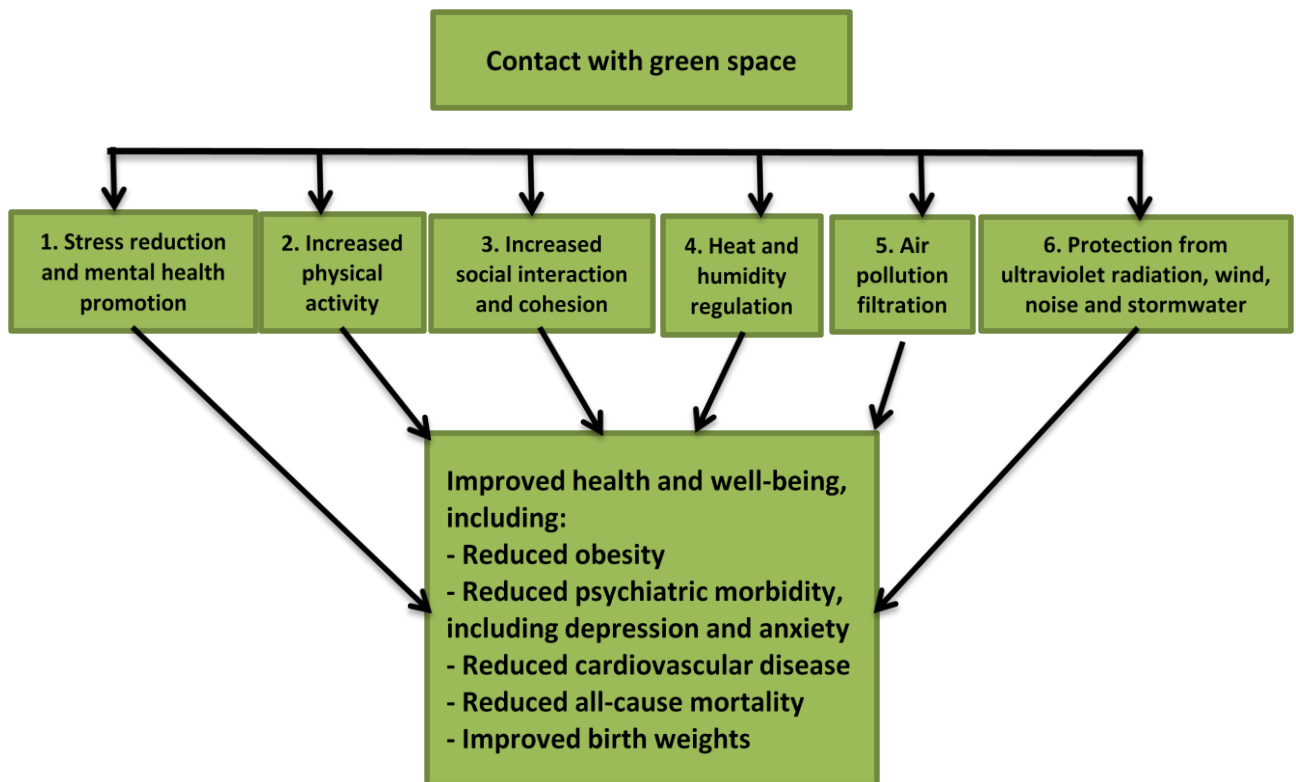 Contact with green space
1. Stress reduction
and mental health
promotion
2. Increased
physical
activity
3. Increased
social interaction
and cohesion
4. Heat and
humidity
regulation
5. Air
pollution
filtration
6. Protection from
ultraviolet radiation, wind,
noise and stormwater
Improved health and well-being,
including:
- Reduced obesity
- Reduced psychiatric morbidity,
including depression and anxiety
- Reduced cardiovascular disease
- Reduced all-cause mortality
- Improved birth weights